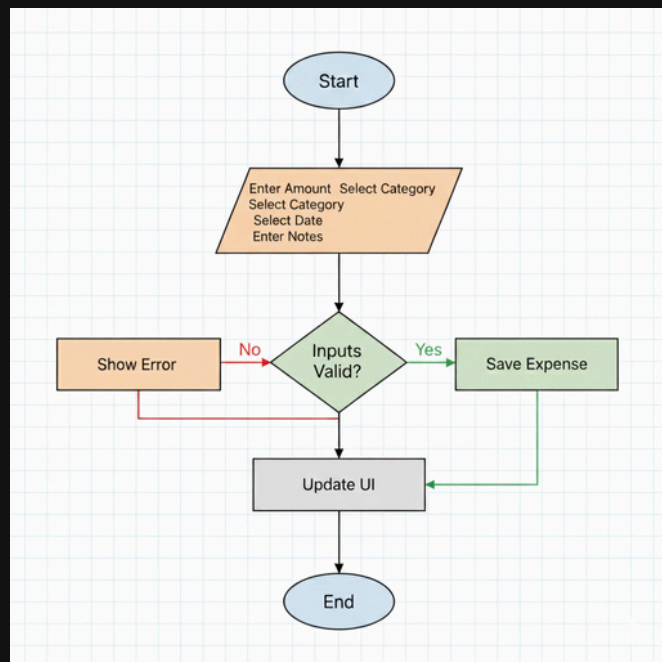 Start
Enter Amount Select Category
Select Category
Select Date
Enter Notes
No
Inputs
Valid?
Yes
Show Error
Save Expense
Update UI
End